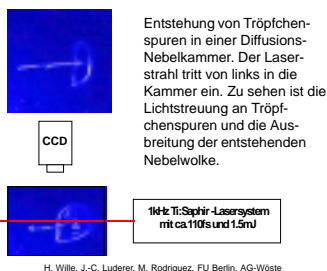 Entstehung von Tröpfchen-
spuren in einer Diffusions-
Nebelkammer. Der Laser-
strahl tritt von links in die
Kammer ein. Zu sehen ist die
Lichtstreuung an Tröpf-
chenspuren und die Aus-
breitung der entstehenden
Nebelwolke.
CCD
1kHz Ti:Saphir -Lasersystem
mit ca.110fs und 1.5mJ
H. Wille, J.-C. Luderer, M. Rodriguez, FU Berlin, AG-Wöste